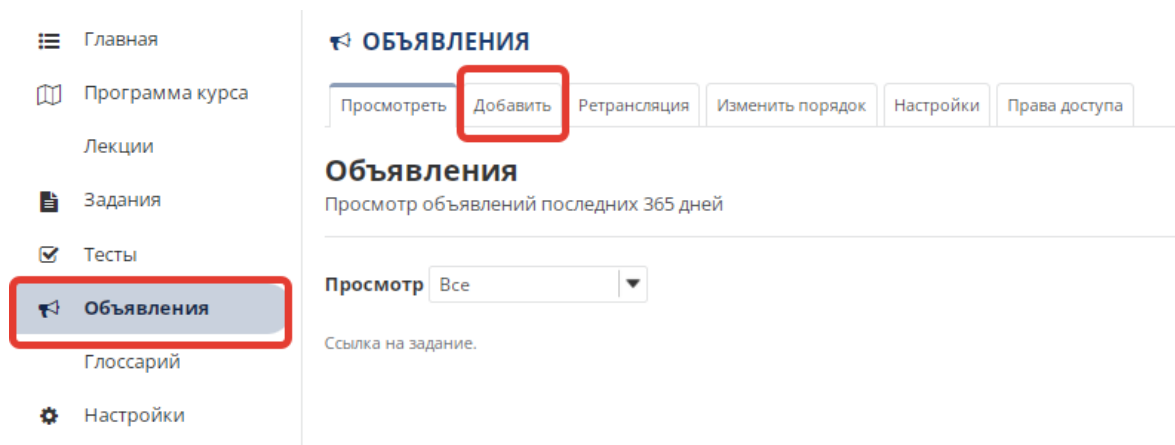 Главная
Программа курса
Лекции
Задания
Тесты
Объявления
Глоссарий
Настройки
ОБЪЯВЛЕНИЯ
Просмотреть Добавить Ретрансляция Изменить порядок Настройки Права доступа
Объявления
Просмотр объявлений последних 365 дней
Просмотр Все
Ссылка на задание.